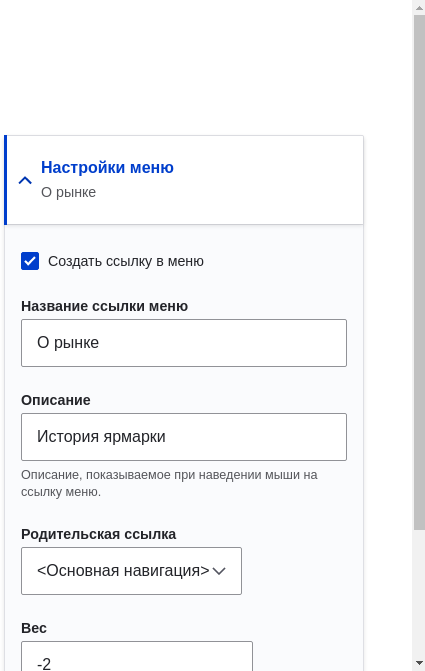 Настройки меню
О рынке
Создать ссылку в меню
Название ссылки меню
О рынке
Описание
История ярмарки
Описание, показываемое при наведении мыши на
ссылку меню.
Родительская ссылка
<Основная навигация>
Вес
-2